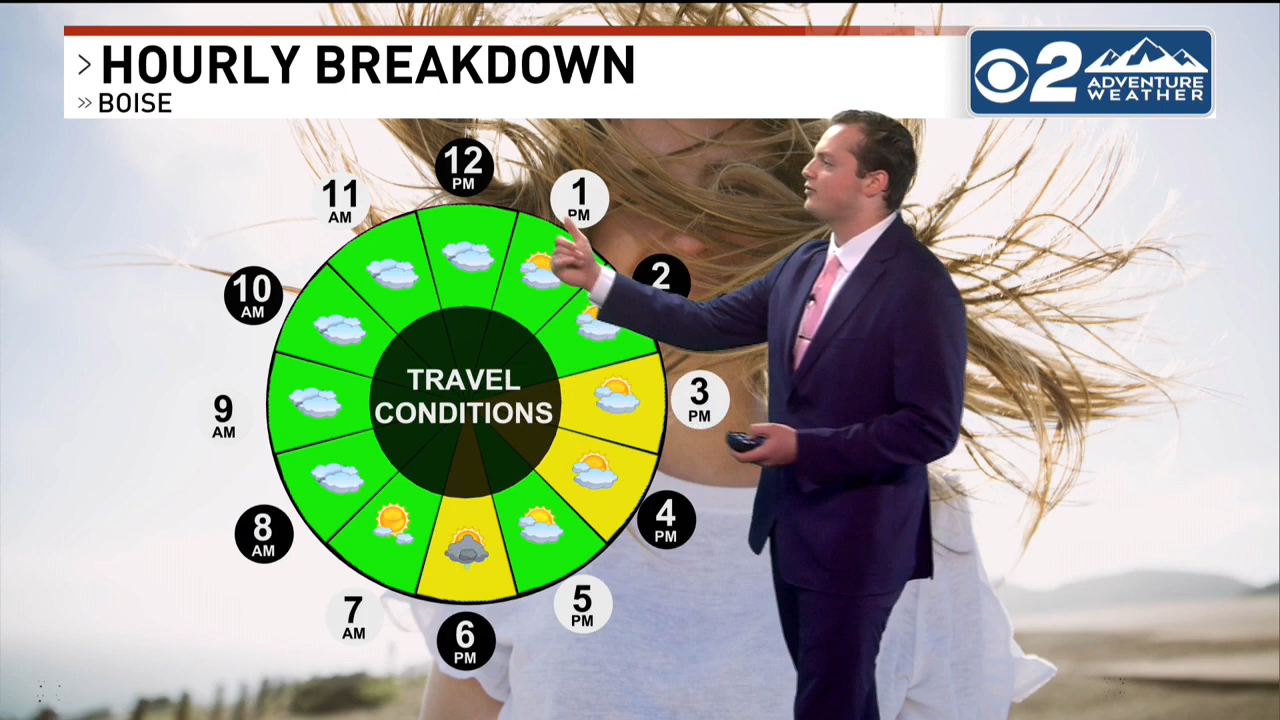 > HOURLY BREAKDOWN
>> BOISE
2 ADVENTURE
WEATHER
12
PM
11
AM
1
PM
10
AM
2
9
AM
TRAVEL
CONDITIONS
3
PM
8
AM
4
PM
7
AM
5
PM
6
PM